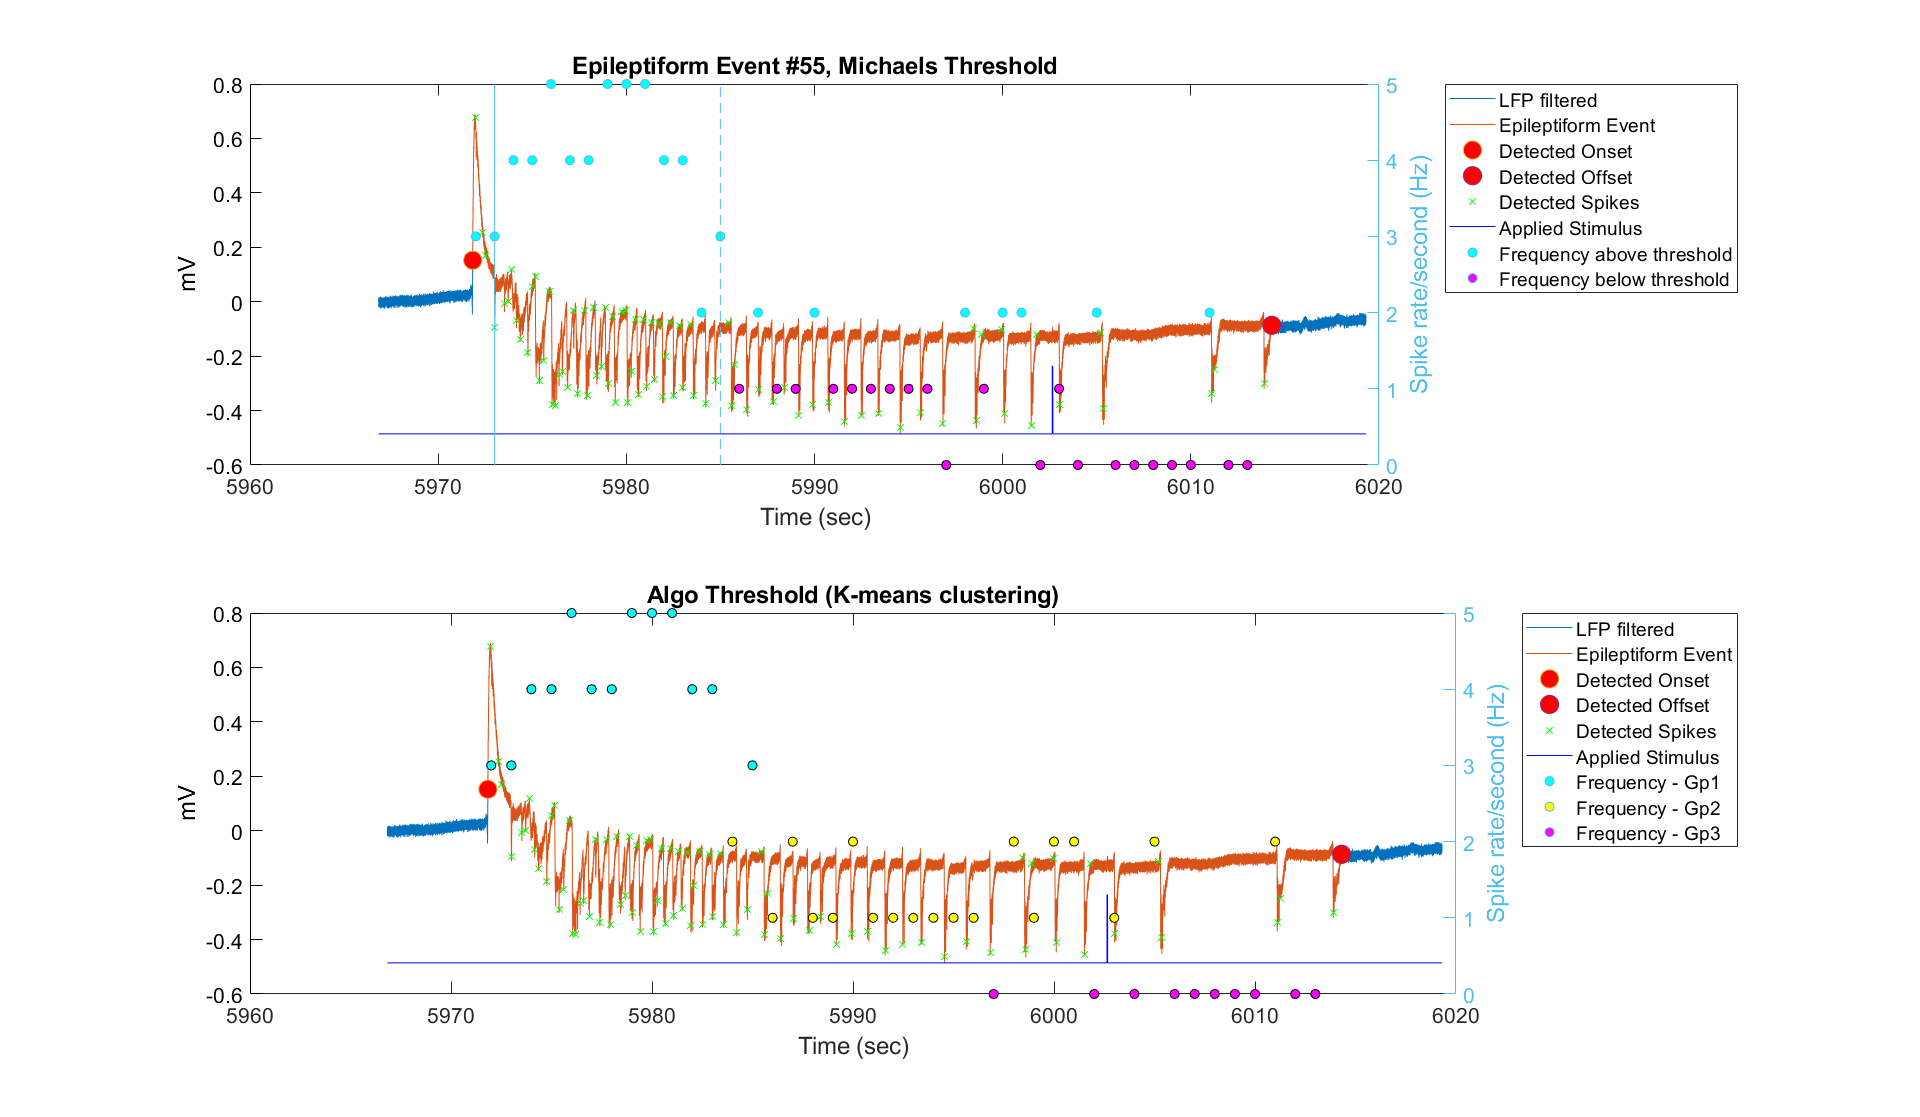 Epileptiform Event #55, Michaels Threshold
0.8
0.6
0.4
0.2
0
-0.2
-0.4
-0.6
mV
5960
5970
5980
5990
6000
6010
6020
Time (sec)
5
4
3
2
1
0
Spike rate/second (Hz)
LFP filtered
Epileptiform Event
Detected Onset
Detected Offset
Detected Spikes
Applied Stimulus
Frequency above threshold
Frequency below threshold
Algo Threshold (K-means clustering)
0.8
0.6
0.4
0.2
0
-0.2
-0.4
-0.6
mV
5960
5970
5980
5990
6000
6010
6020
Time (sec)
5
4
3
2
1
0
Spike rate/second (Hz)
LFP filtered
Epileptiform Event
Detected Onset
Detected Offset
Detected Spikes
Applied Stimulus
Frequency - Gp1
Frequency - Gp2
Frequency - Gp3